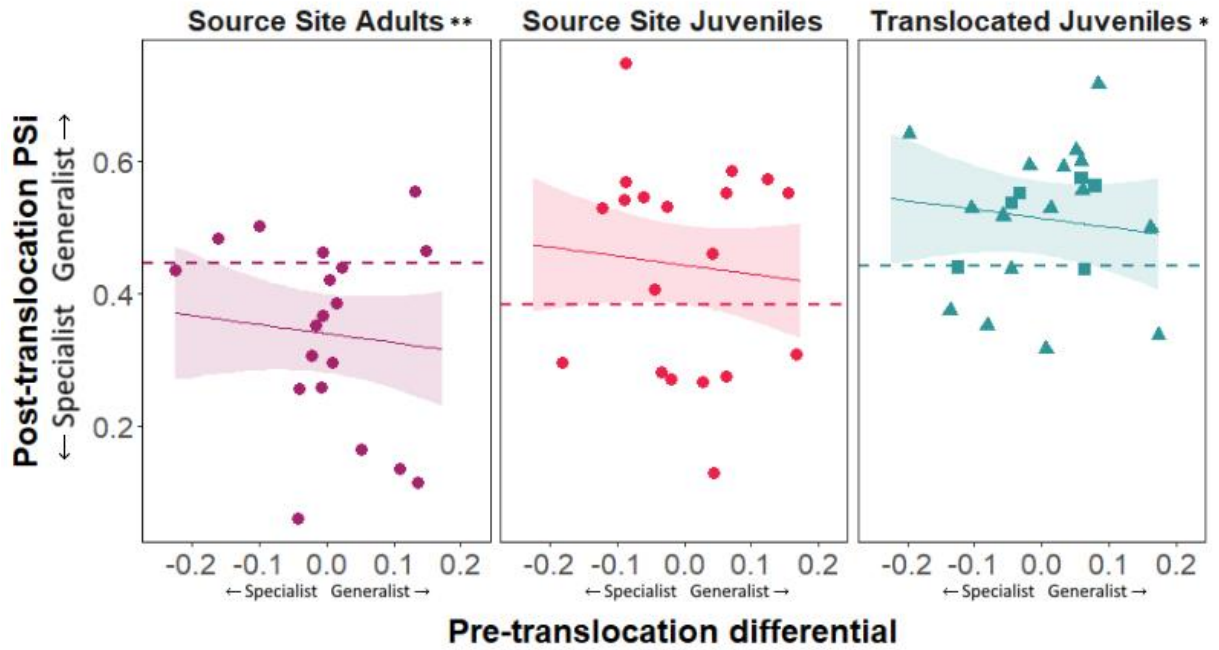 Source Site Adults **
Source Site Juveniles
Translocated Juveniles *
Post-translocation PSi
← Specialist Generalist →
0.6
0.4
0.2
-0.2 -0.1 0.0 0.1 0.2
-0.2 -0.1 0.0 0.1 0.2
-0.2 -0.1 0.0 0.1 0.2
← Specialist Generalist →
← Specialist Generalist →
← Specialist Generalist →
Pre-translocation differential